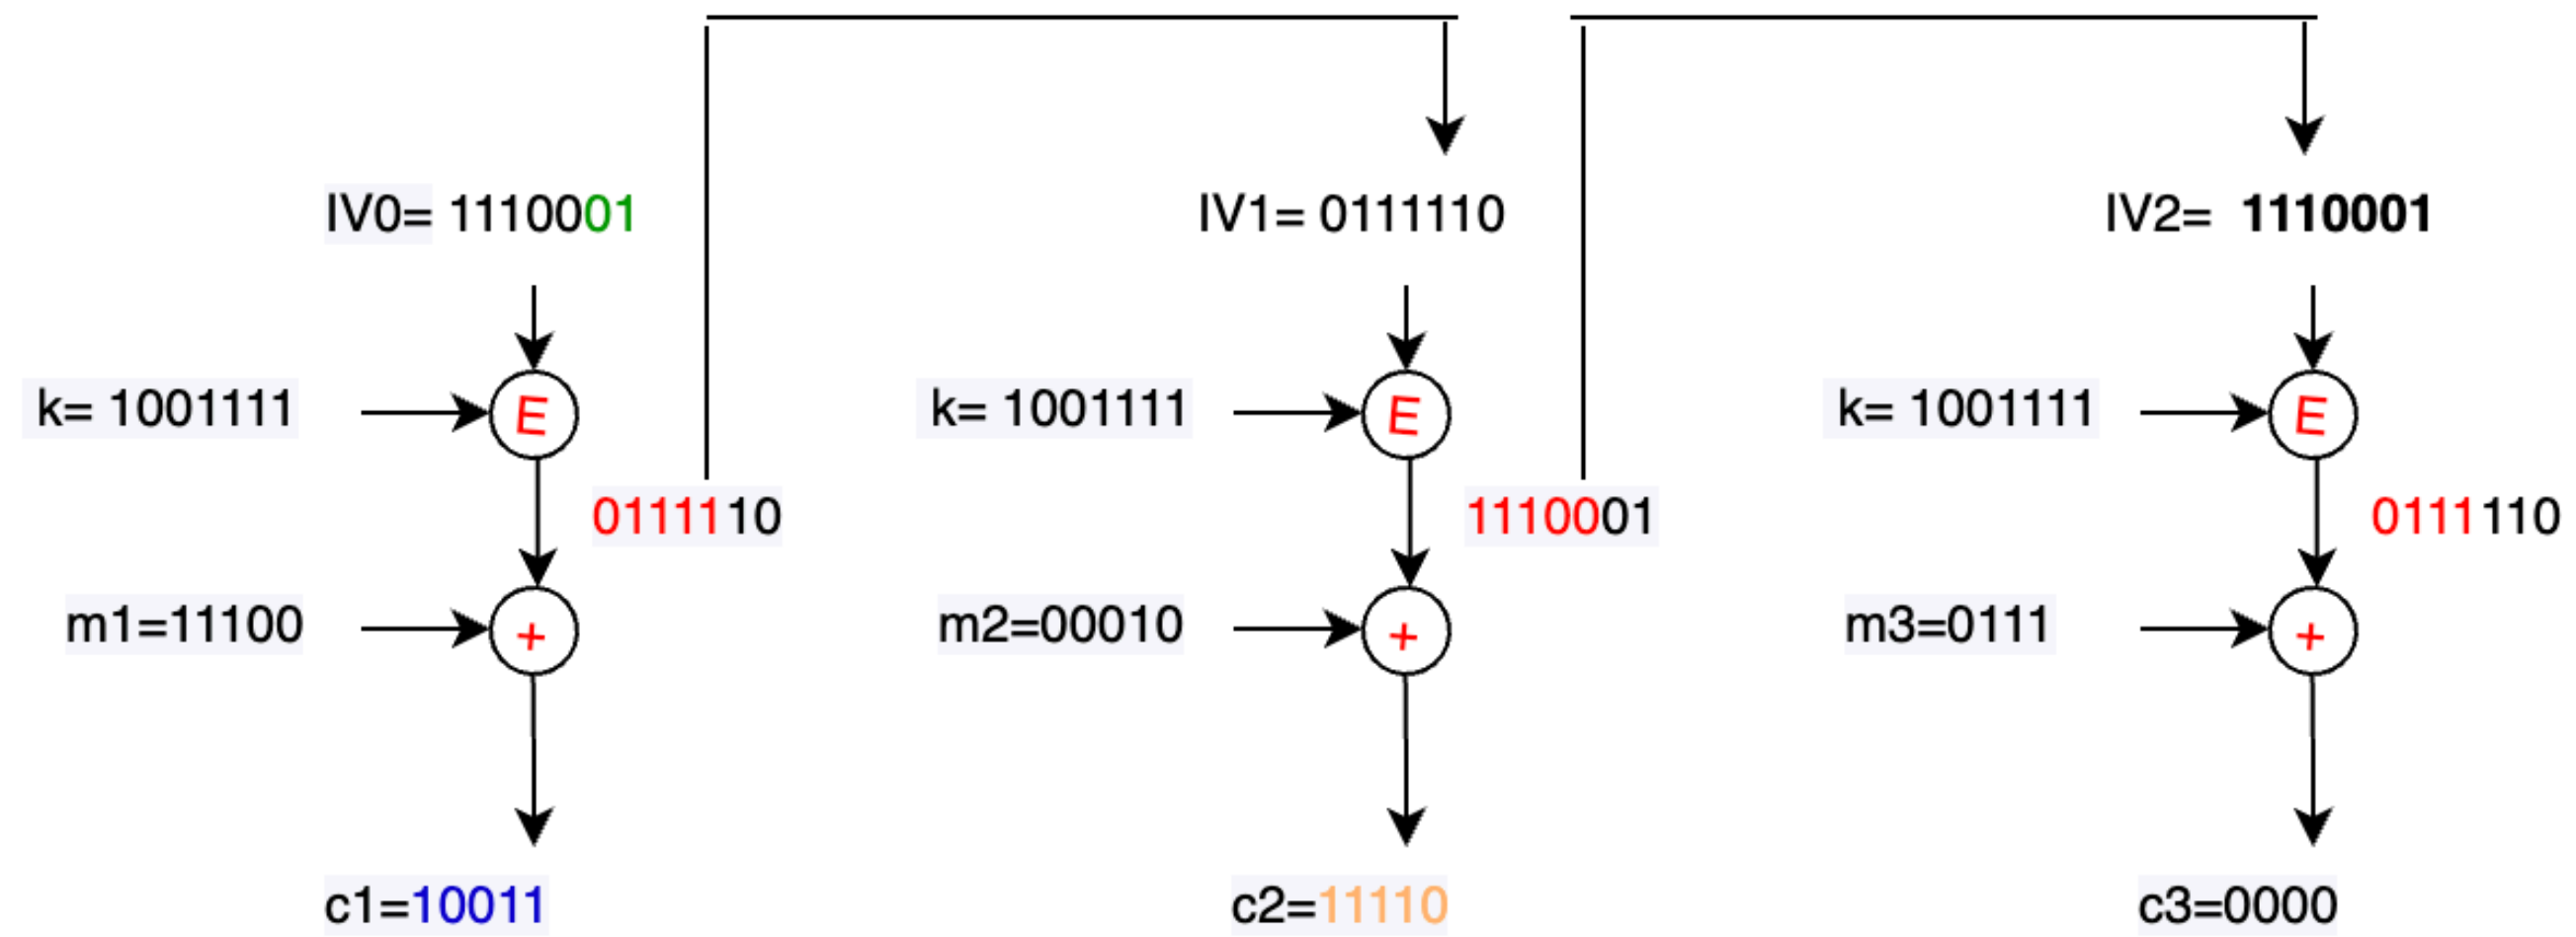 IV0= 1110001
IV1= 0111110
IV2= 1110001
k= 1001111
E
k= 1001111
E
k= 1001111
E
0111110
1110001
0111110
m1=11100
+
m2=00010
+
m3=0111
+
c1=10011
c2=11110
c3=0000